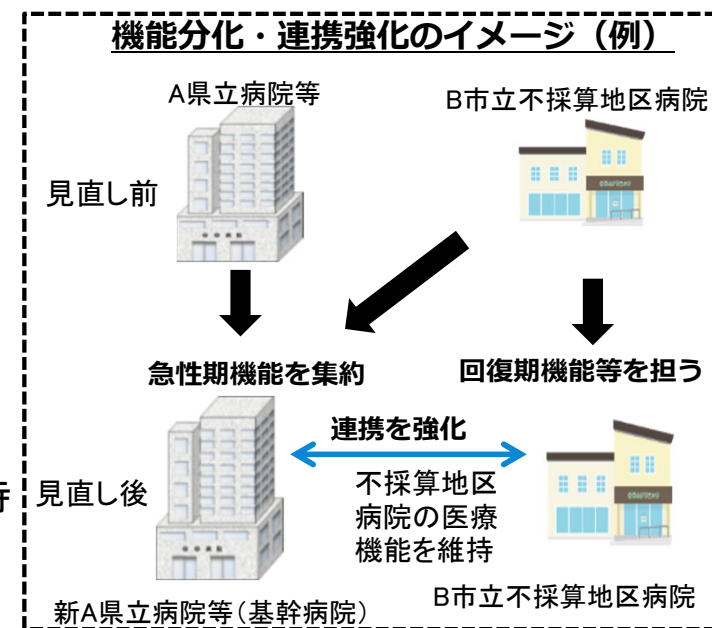 機能分化・連携強化のイメージ（例）
A県立病院等
B市立不採算地区病院
見直し前
急性期機能を集約
回復期機能等を担う
連携を強化
見直し後
不採算地区
病院の医療
機能を維持
新A県立病院等（基幹病院）
B市立不採算地区病院